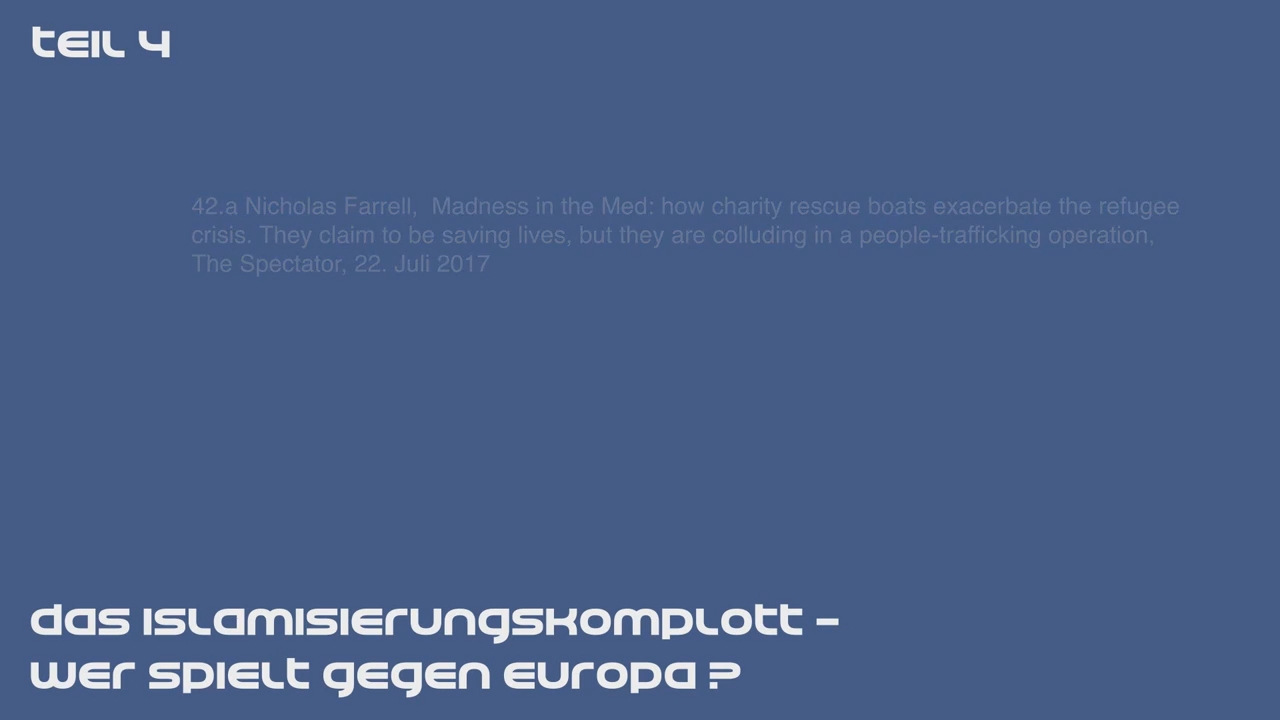 Teil 4
42.a Nicholas Farrell,  Madness in the Med: how charity rescue boats exacerbate the refugee
crisis. They claim to be saving lives, but they are colluding in a people-trafficking operation,
The Spectator, 22. Juli 2017
das Islamisierungskomplott –
wer spielt gegen Europa ?